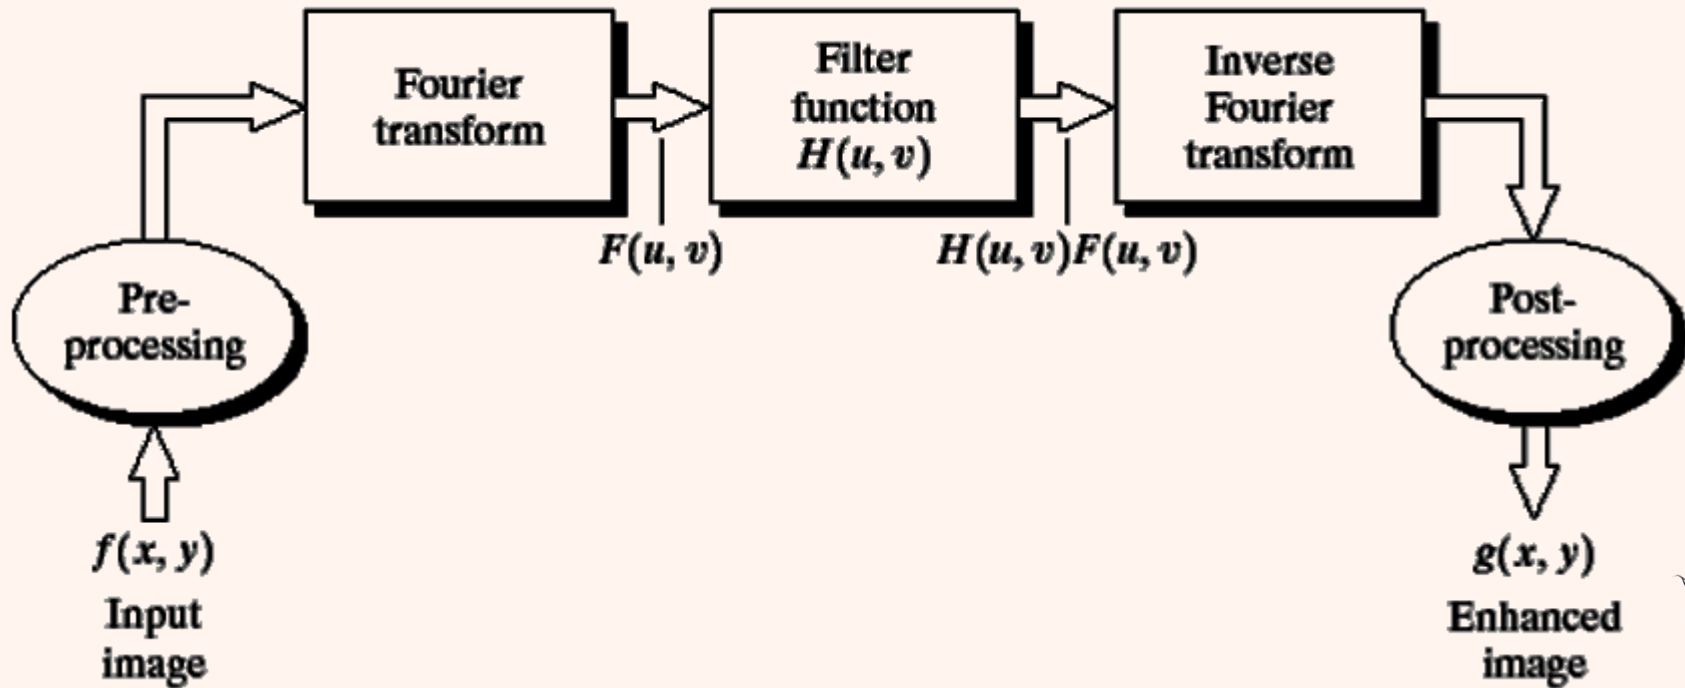 Fourier
transform
Filter
function
H(u, v)
Inverse
Fourier
transform
F(u, v)
H(u, v)F(u, v)
Pre-
processing
Post-
processing
f(x, y)
Input
image
g(x, y)
Enhanced
image